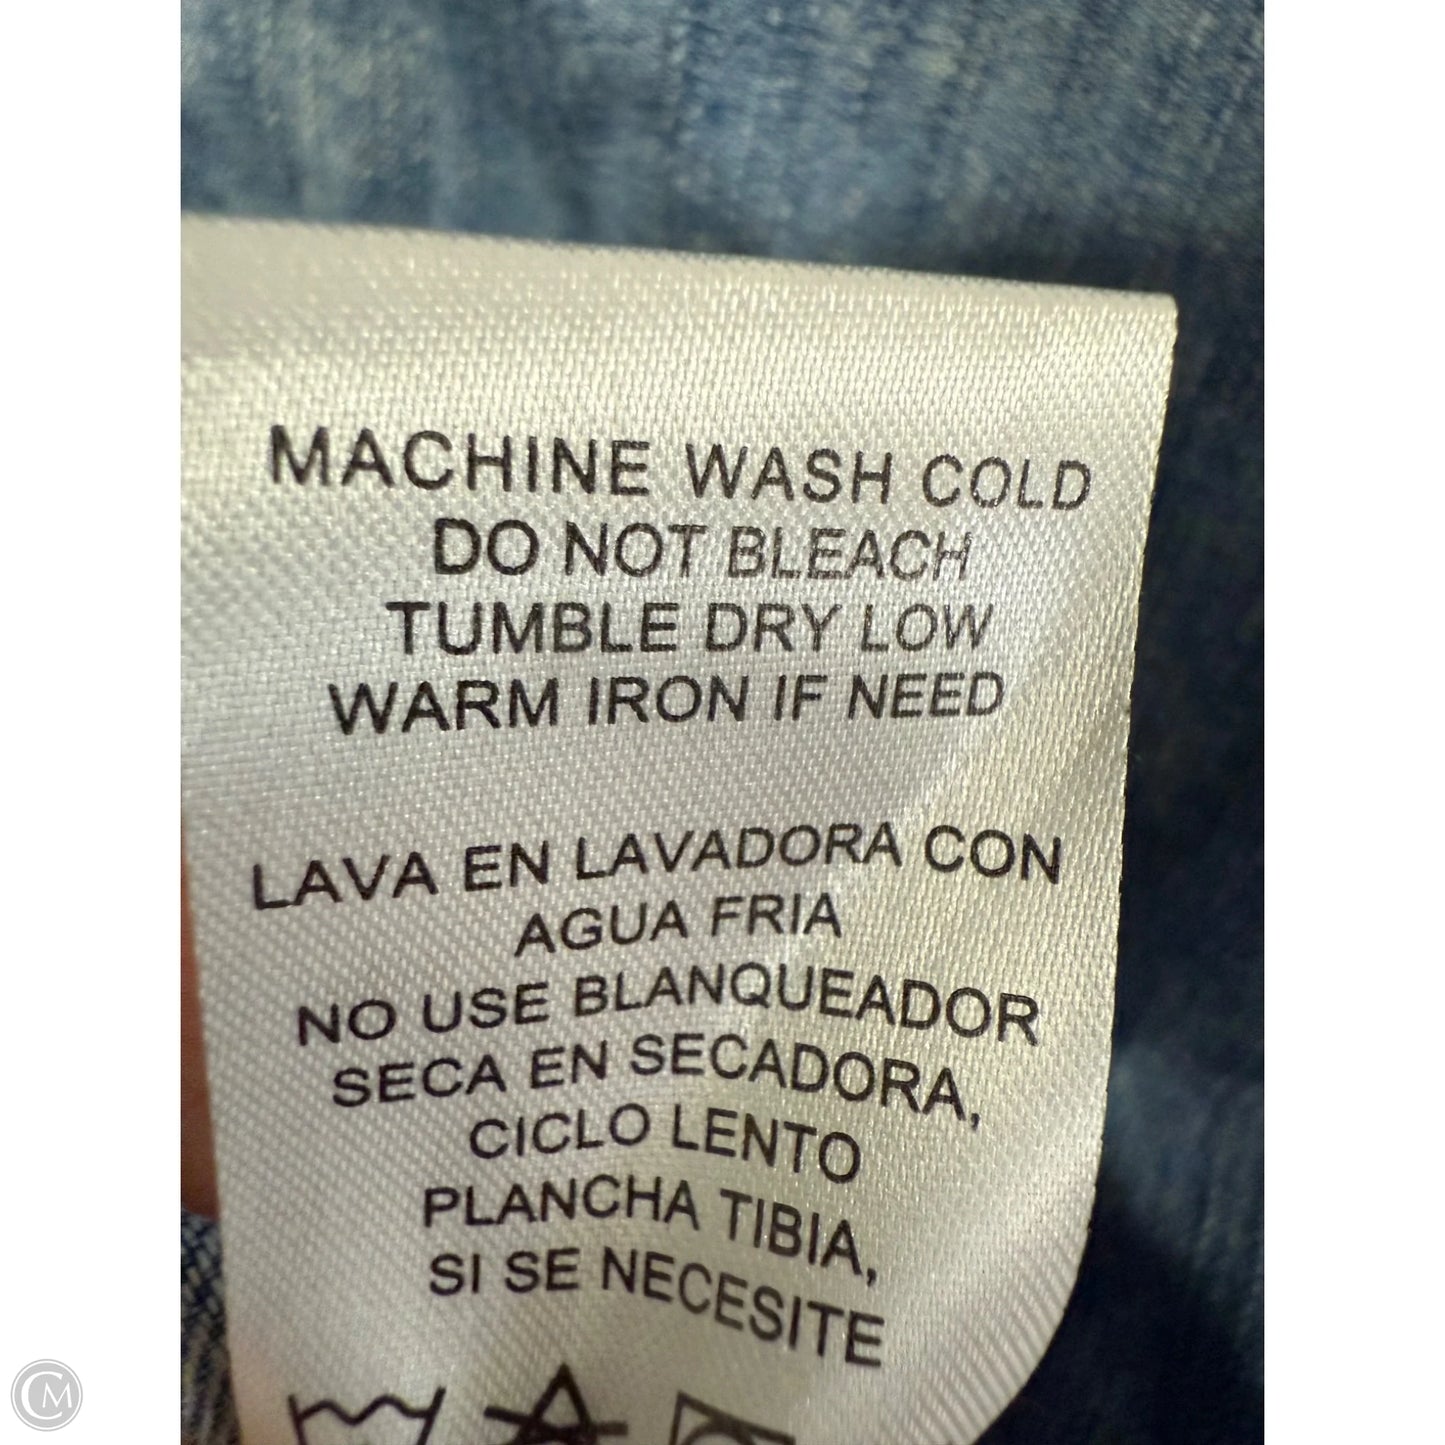 MACHINE WASH COLD
DO NOT BLEACH
TUMBLE DRY LOW
WARM IRON IF NEED
LAVA EN LAVADORA CON
AGUA FRIA
NO USE BLANQUEADOR
SECA EN SECADORA,
CICLO LENTO
PLANCHA TIBIA,
SI SE NECESITE
CM